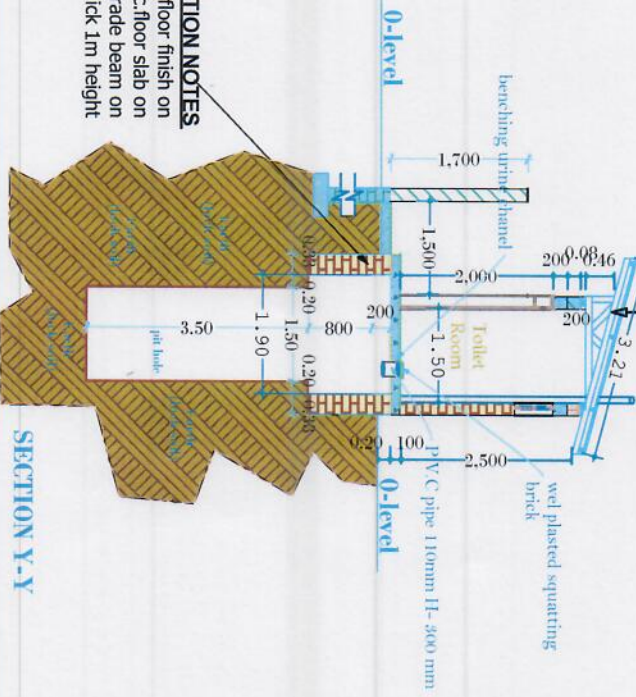 TION NOTES
floor finish on
c.floor slab on
rade beam on
ick 1m height
0-level
benching urine chanel
1,700
1,500
2,000
200
0.08
0.46
200
3.21
Toilet
Room
1.50
200
800
3.50
pit hole
1.90
1.50
0.20
0.20
0.20
100
2,500
0-level
P.V.C pipe 110mm H- 300 mm
wel plasted squatting
brick
SECTION Y-Y